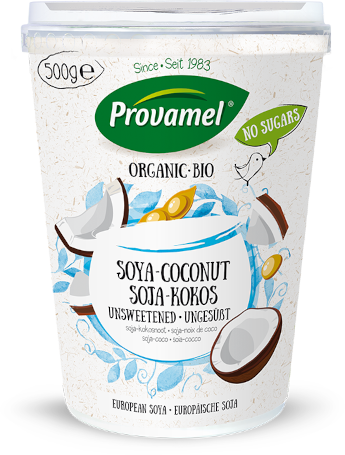 500g e
Since • Seit 1983
Provamel®
NO SUGARS
ORGANIC • BIO
SOYA-COCONUT
SOJA-KOKOS
UNSWEETENED • UNGESÜßT
soja-kokosnoot • soja-noix de coco
soja-coco • soia-cocco
EUROPEAN SOYA • EUROPÄISCHE SOJA